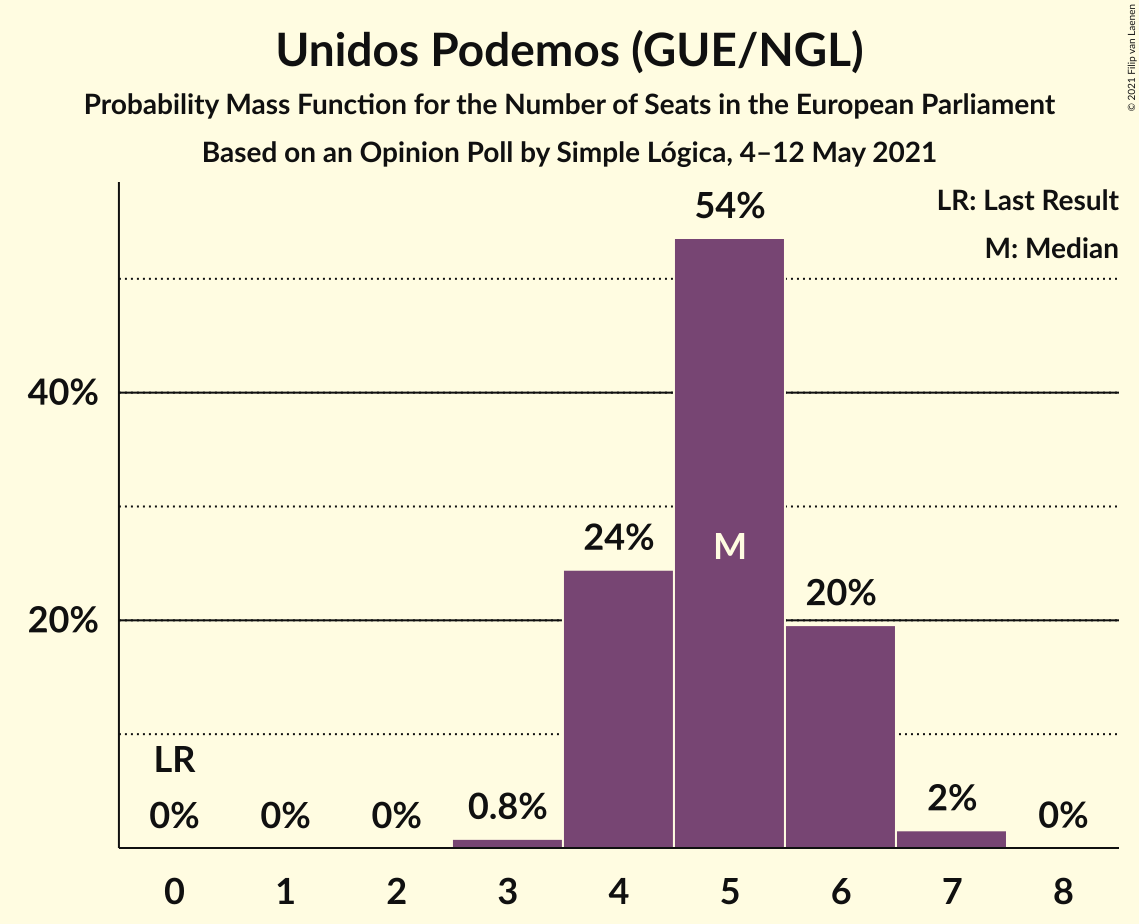 Unidos Podemos (GUE/NGL)
Probability Mass Function for the Number of Seats in the European Parliament
Based on an Opinion Poll by Simple Lógica, 4–12 May 2021
© 2021 Filip van Laenen
LR: Last Result
M: Median
54%
40%
24%
M
20%
20%
LR
0%
0%
0%
0.8%
2%
0%
0 1 2 3 4 5 6 7 8